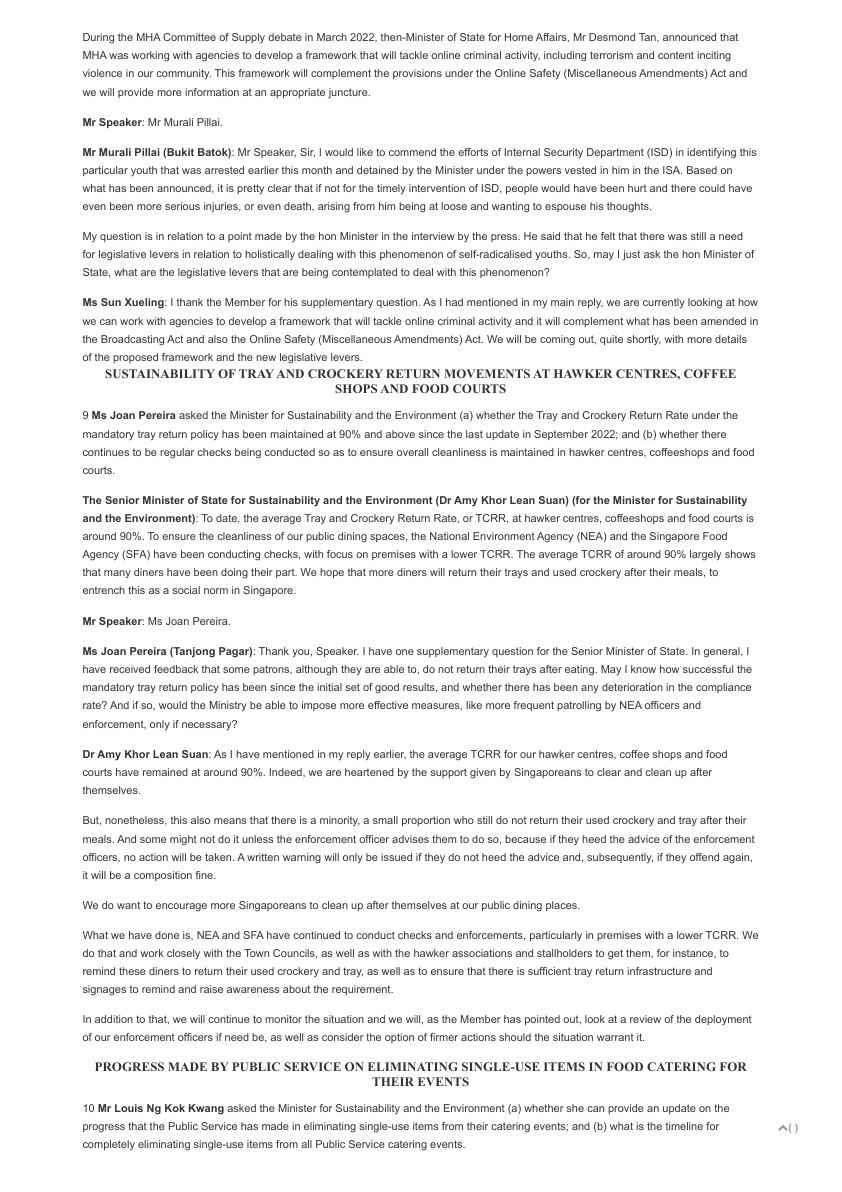 During the MHA Committee of Supply debate in March 2022, then-Minister of State for Home Affairs, Mr Desmond Tan, announced that
MHA was working with agencies to develop a framework that will tackle online criminal activity, including terrorism and content inciting
violence in our community. This framework will complement the provisions under the Online Safety (Miscellaneous Amendments) Act and
we will provide more information at an appropriate juncture.
Mr Speaker: Mr Murali Pillai.
Mr Murali Pillai (Bukit Batok): Mr Speaker, Sir, I would like to commend the efforts of Internal Security Department (ISD) in identifying this
particular youth that was arrested earlier this month and detained by the Minister under the powers vested in him in the ISA. Based on
what has been announced, it is pretty clear that if not for the timely intervention of ISD, people would have been hurt and there could have
even been more serious injuries, or even death, arising from him being at loose and wanting to espouse his thoughts.
My question is in relation to a point made by the hon Minister in the interview by the press. He said that he felt that there was still a need
for legislative levers in relation to holistically dealing with this phenomenon of self-radicalised youths. So, may I just ask the hon Minister of
State, what are the legislative levers that are being contemplated to deal with this phenomenon?
Ms Sun Xueling: I thank the Member for his supplementary question. As I had mentioned in my main reply, we are currently looking at how
we can work with agencies to develop a framework that will tackle online criminal activity and it will complement what has been amended in
the Broadcasting Act and also the Online Safety (Miscellaneous Amendments) Act. We will be coming out, quite shortly, with more details
of the proposed framework and the new legislative levers.
SUSTAINABILITY OF TRAY AND CROCKERY RETURN MOVEMENTS AT HAWKER CENTRES, COFFEE
SHOPS AND FOOD COURTS
9 Ms Joan Pereira asked the Minister for Sustainability and the Environment (a) whether the Tray and Crockery Return Rate under the
mandatory tray return policy has been maintained at 90% and above since the last update in September 2022; and (b) whether there
continues to be regular checks being conducted so as to ensure overall cleanliness is maintained in hawker centres, coffeeshops and food
courts.
The Senior Minister of State for Sustainability and the Environment (Dr Amy Khor Lean Suan) (for the Minister for Sustainability
and the Environment): To date, the average Tray and Crockery Return Rate, or TCRR, at hawker centres, coffeeshops and food courts is
around 90%. To ensure the cleanliness of our public dining spaces, the National Environment Agency (NEA) and the Singapore Food
Agency (SFA) have been conducting checks, with focus on premises with a lower TCRR. The average TCRR of around 90% largely shows
that many diners have been doing their part. We hope that more diners will return their trays and used crockery after their meals, to
entrench this as a social norm in Singapore.
Mr Speaker: Ms Joan Pereira.
Ms Joan Pereira (Tanjong Pagar): Thank you, Speaker. I have one supplementary question for the Senior Minister of State. In general, I
have received feedback that some patrons, although they are able to, do not return their trays after eating. May I know how successful the
mandatory tray return policy has been since the initial set of good results, and whether there has been any deterioration in the compliance
rate? And if so, would the Ministry be able to impose more effective measures, like more frequent patrolling by NEA officers and
enforcement, only if necessary?
Dr Amy Khor Lean Suan: As I have mentioned in my reply earlier, the average TCRR for our hawker centres, coffee shops and food
courts have remained at around 90%. Indeed, we are heartened by the support given by Singaporeans to clear and clean up after
themselves.
But, nonetheless, this also means that there is a minority, a small proportion who still do not return their used crockery and tray after their
meals. And some might not do it unless the enforcement officer advises them to do so, because if they heed the advice of the enforcement
officers, no action will be taken. A written warning will only be issued if they do not heed the advice and, subsequently, if they offend again,
it will be a composition fine.
We do want to encourage more Singaporeans to clean up after themselves at our public dining places.
What we have done is, NEA and SFA have continued to conduct checks and enforcements, particularly in premises with a lower TCRR. We
do that and work closely with the Town Councils, as well as with the hawker associations and stallholders to get them, for instance, to
remind these diners to return their used crockery and tray, as well as to ensure that there is sufficient tray return infrastructure and
signages to remind and raise awareness about the requirement.
In addition to that, we will continue to monitor the situation and we will, as the Member has pointed out, look at a review of the deployment
of our enforcement officers if need be, as well as consider the option of firmer actions should the situation warrant it.
PROGRESS MADE BY PUBLIC SERVICE ON ELIMINATING SINGLE-USE ITEMS IN FOOD CATERING FOR
THEIR EVENTS
10 Mr Louis Ng Kok Kwang asked the Minister for Sustainability and the Environment (a) whether she can provide an update on the
progress that the Public Service has made in eliminating single-use items from their catering events; and (b) what is the timeline for
completely eliminating single-use items from all Public Service catering events.
( )